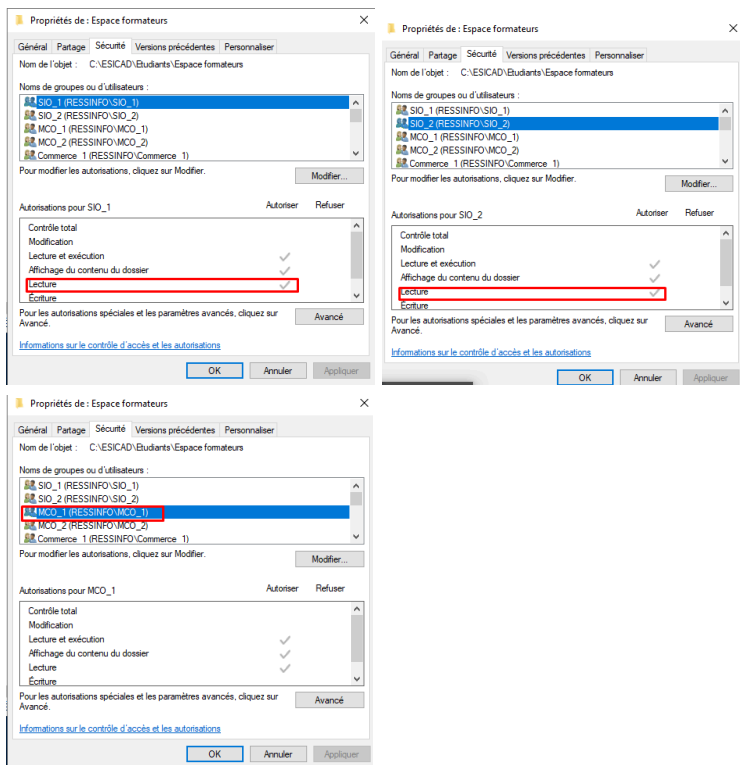 Propriétés de : Espace formateurs
Général Partage Sécurité Versions précédentes Personnaliser
Nom de l'objet : C:\ESICAD\Etudiants\Espace formateurs
Noms de groupes ou d'utilisateurs :
SIO_1 (RESSINFO\SIO_1)
SIO_2 (RESSINFO\SIO_2)
MCO_1 (RESSINFO\MCO_1)
MCO_2 (RESSINFO\MCO_2)
Commerce_1 (RESSINFO\Commerce_1)
Pour modifier les autorisations, cliquez sur Modifier.
Modifier...
Autorisations pour SIO_1 Autoriser Refuser
Contrôle total
Modification
Lecture et exécution
Affichage du contenu du dossier
Lecture
Écriture
Pour les autorisations spéciales et les paramètres avancés, cliquez sur
Avancé.
Avancé
Informations sur le contrôle d'accès et les autorisations
OK Annuler Appliquer
Propriétés de : Espace formateurs
Général Partage Sécurité Versions précédentes Personnaliser
Nom de l'objet : C:\ESICAD\Etudiants\Espace formateurs
Noms de groupes ou d'utilisateurs :
SIO_1 (RESSINFO\SIO_1)
SIO_2 (RESSINFO\SIO_2)
MCO_1 (RESSINFO\MCO_1)
MCO_2 (RESSINFO\MCO_2)
Commerce_1 (RESSINFO\Commerce_1)
Pour modifier les autorisations, cliquez sur Modifier.
Modifier...
Autorisations pour SIO_2 Autoriser Refuser
Contrôle total
Modification
Lecture et exécution
Affichage du contenu du dossier
Lecture
Écriture
Pour les autorisations spéciales et les paramètres avancés, cliquez sur
Avancé.
Avancé
Informations sur le contrôle d'accès et les autorisations
OK Annuler Appliquer
Propriétés de : Espace formateurs
Général Partage Sécurité Versions précédentes Personnaliser
Nom de l'objet : C:\ESICAD\Etudiants\Espace formateurs
Noms de groupes ou d'utilisateurs :
SIO_1 (RESSINFO\SIO_1)
SIO_2 (RESSINFO\SIO_2)
MCO_1 (RESSINFO\MCO_1)
MCO_2 (RESSINFO\MCO_2)
Commerce_1 (RESSINFO\Commerce_1)
Pour modifier les autorisations, cliquez sur Modifier.
Modifier...
Autorisations pour MCO_1 Autoriser Refuser
Contrôle total
Modification
Lecture et exécution
Affichage du contenu du dossier
Lecture
Écriture
Pour les autorisations spéciales et les paramètres avancés, cliquez sur
Avancé.
Avancé
Informations sur le contrôle d'accès et les autorisations
OK Annuler Appliquer